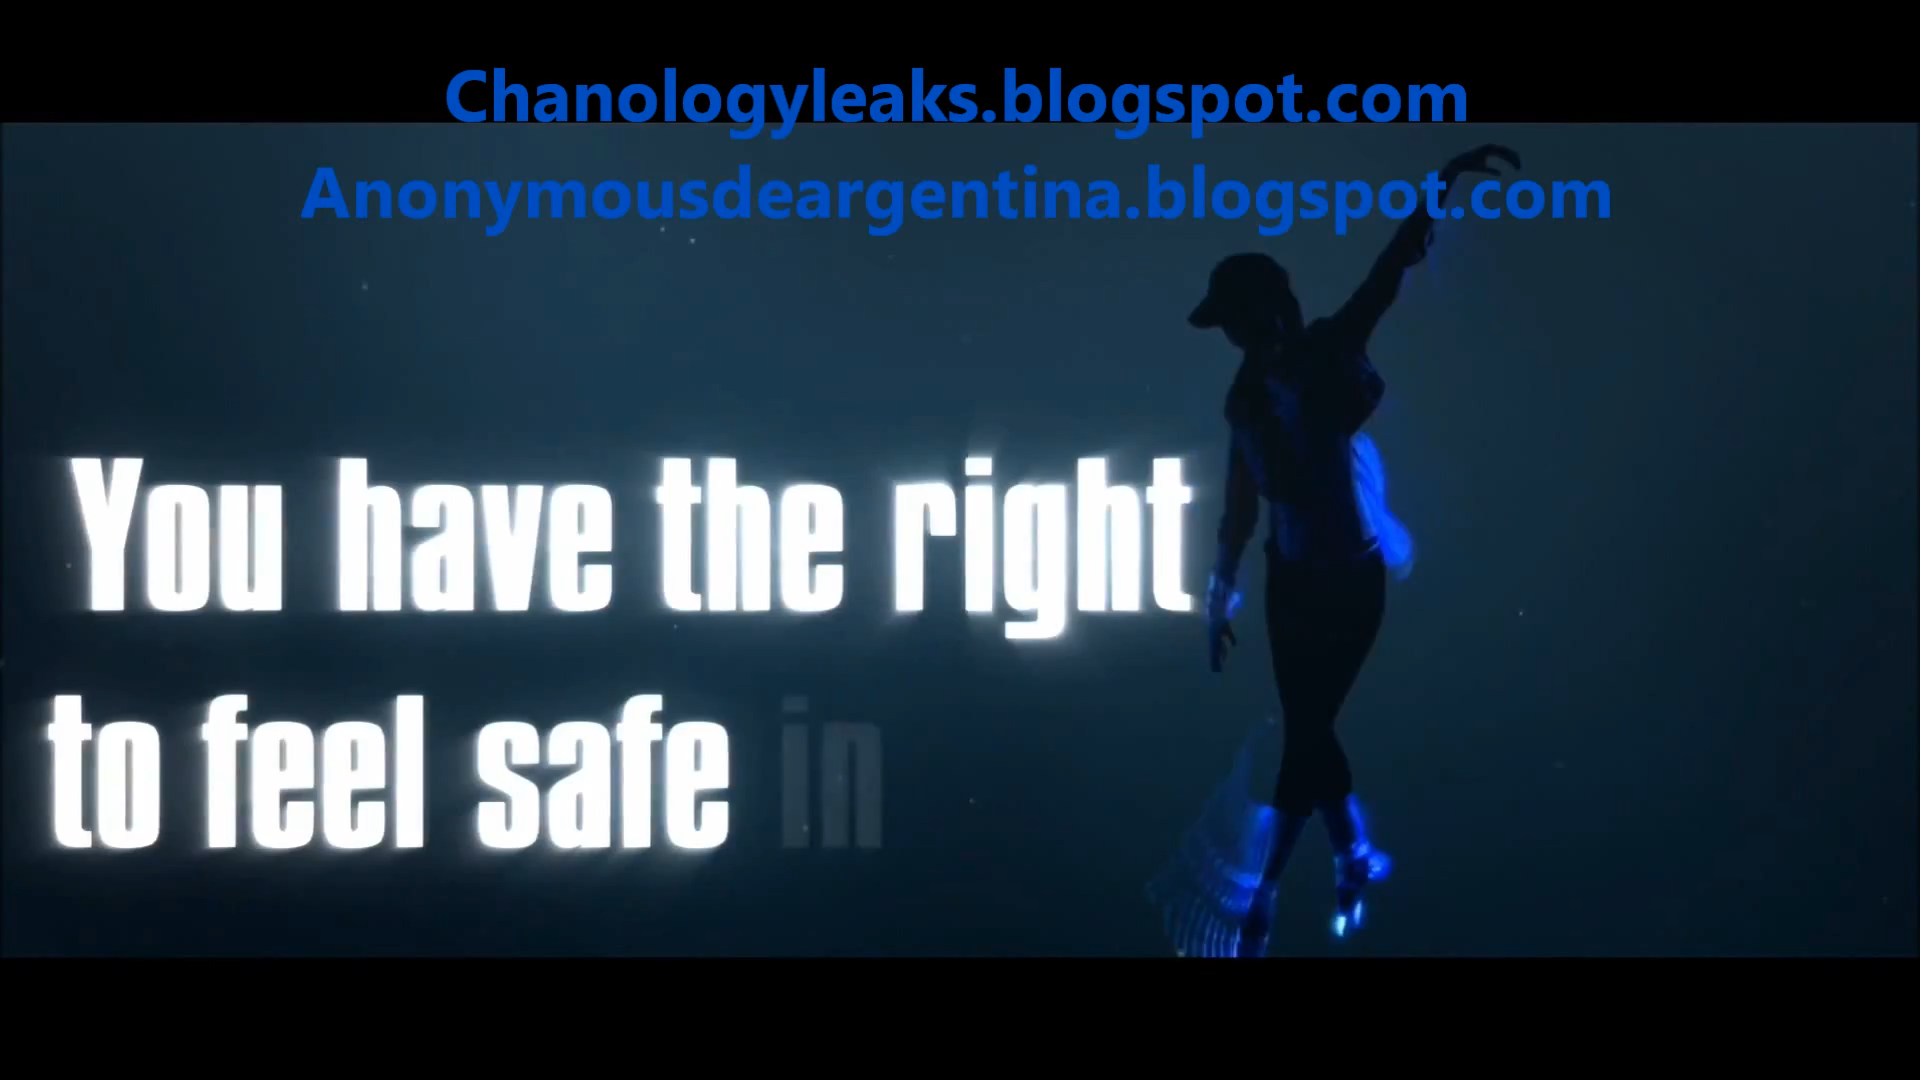 Chanologyleaks.blogspot.com
Anonymousdeargentina.blogspot.com
You have the right
to feel safe in